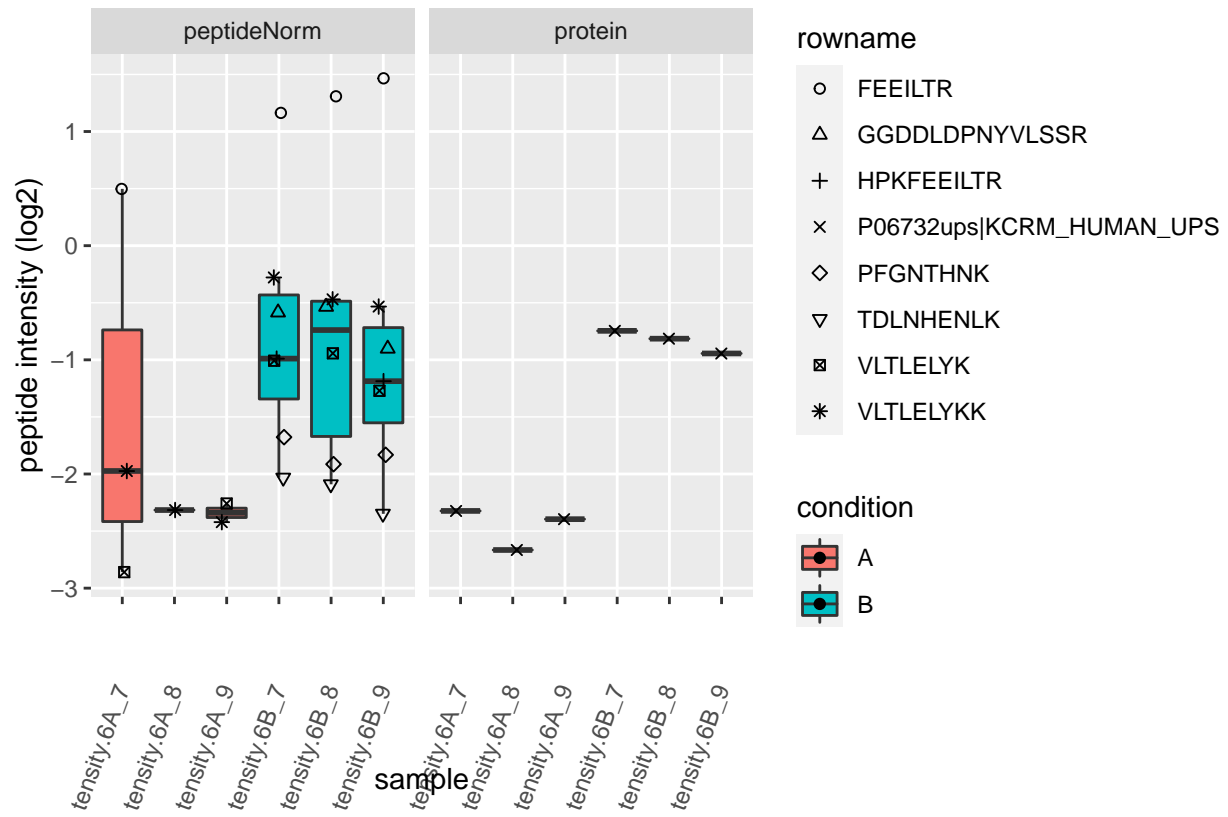 peptideNorm
protein
peptide intensity (log2)
1
0
−1
−2
−3
tensity.6A_7
tensity.6A_8
tensity.6A_9
tensity.6B_7
tensity.6B_8
tensity.6B_9
tensity.6A_7
tensity.6A_8
tensity.6A_9
tensity.6B_7
tensity.6B_8
tensity.6B_9
sample
rowname
FEEILTR
GGDDLDPNYVLSSR
HPKFEEILTR
P06732ups|KCRM_HUMAN_UPS
PFGNTHNK
TDLNHENLK
VLTLELYK
VLTLELYKK
condition
A
B